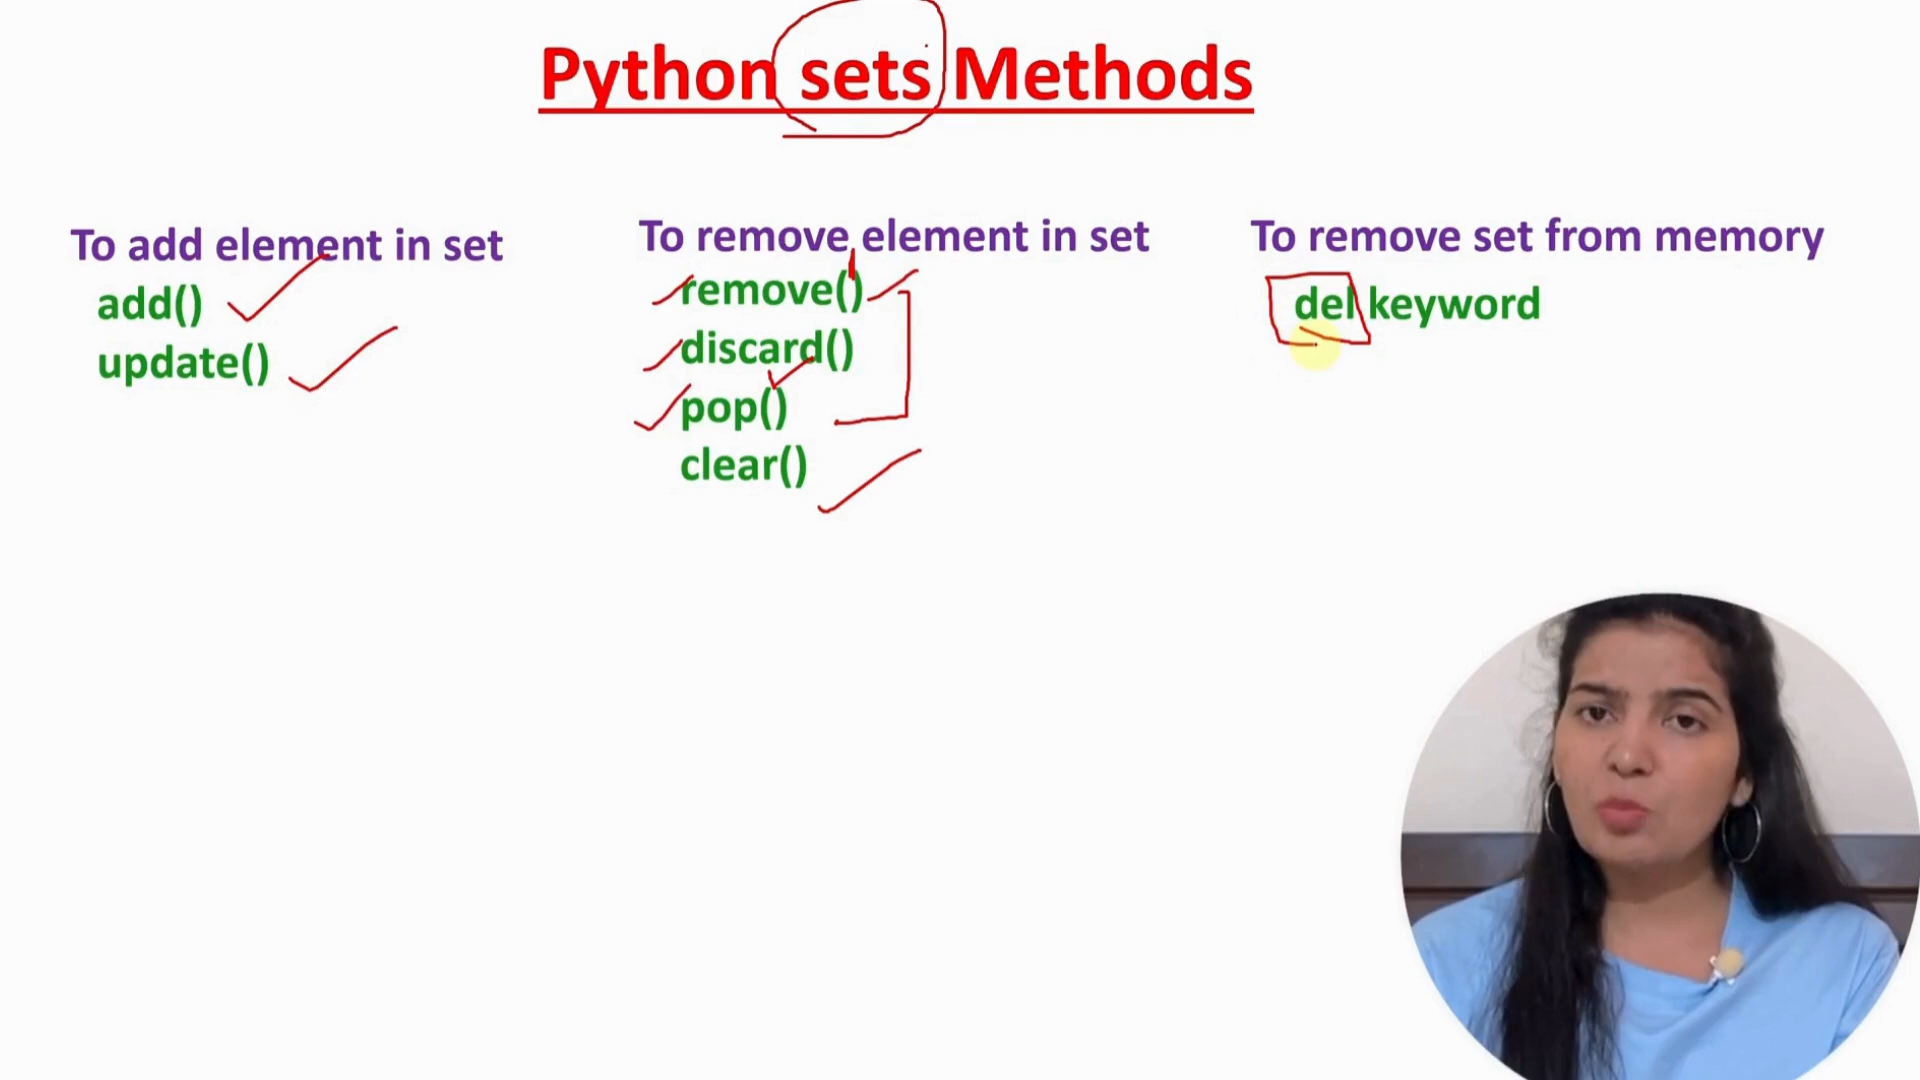 Python sets Methods
To add element in set
add()
update()
To remove element in set
remove()
discard()
pop()
clear()
To remove set from memory
del keyword